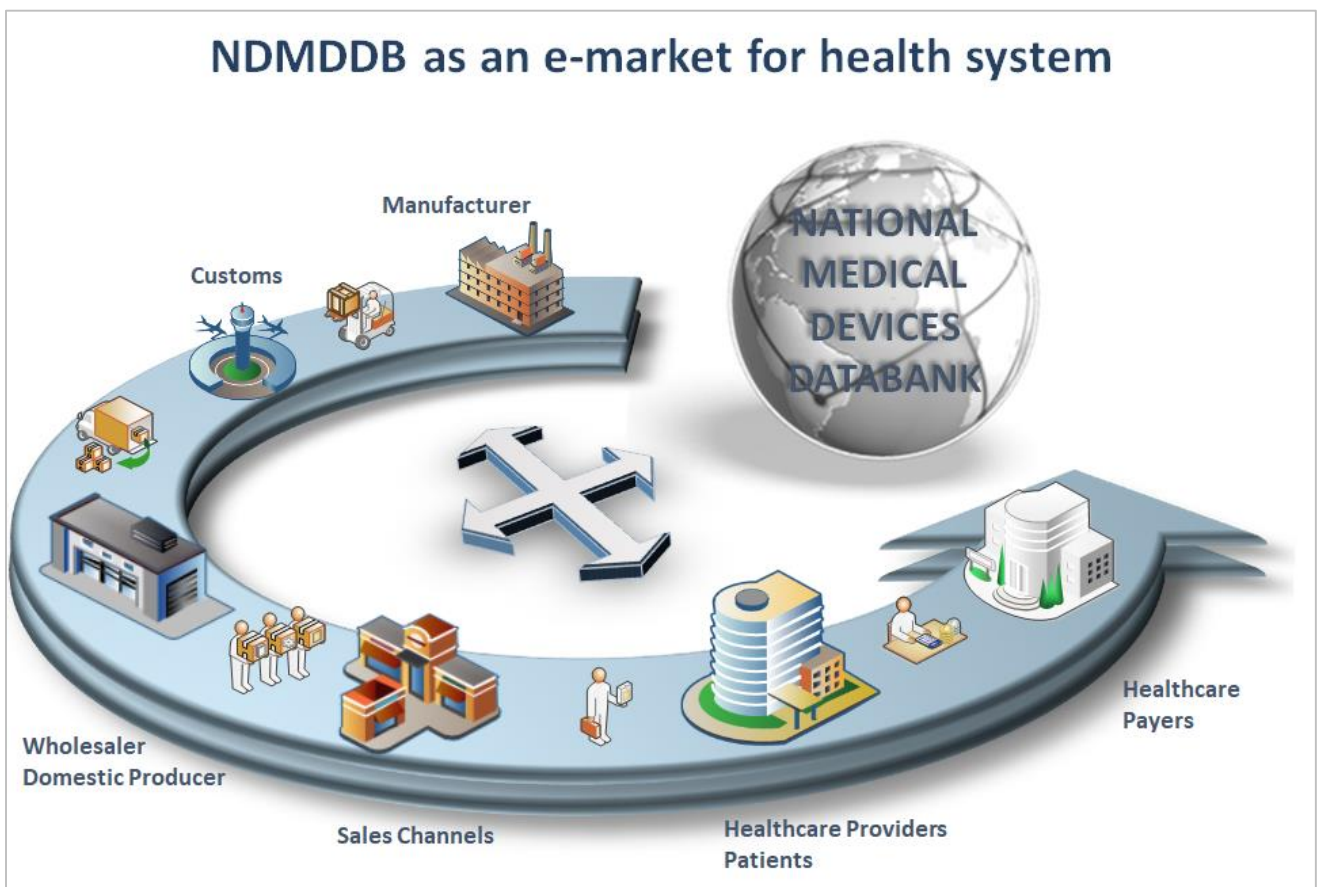 NDMDDB as an e-market for health system
NATIONAL
MEDICAL
DEVICES
DATABANK
Manufacturer
Customs
Wholesaler
Domestic Producer
Sales Channels
Healthcare Providers
Patients
Healthcare
Payers